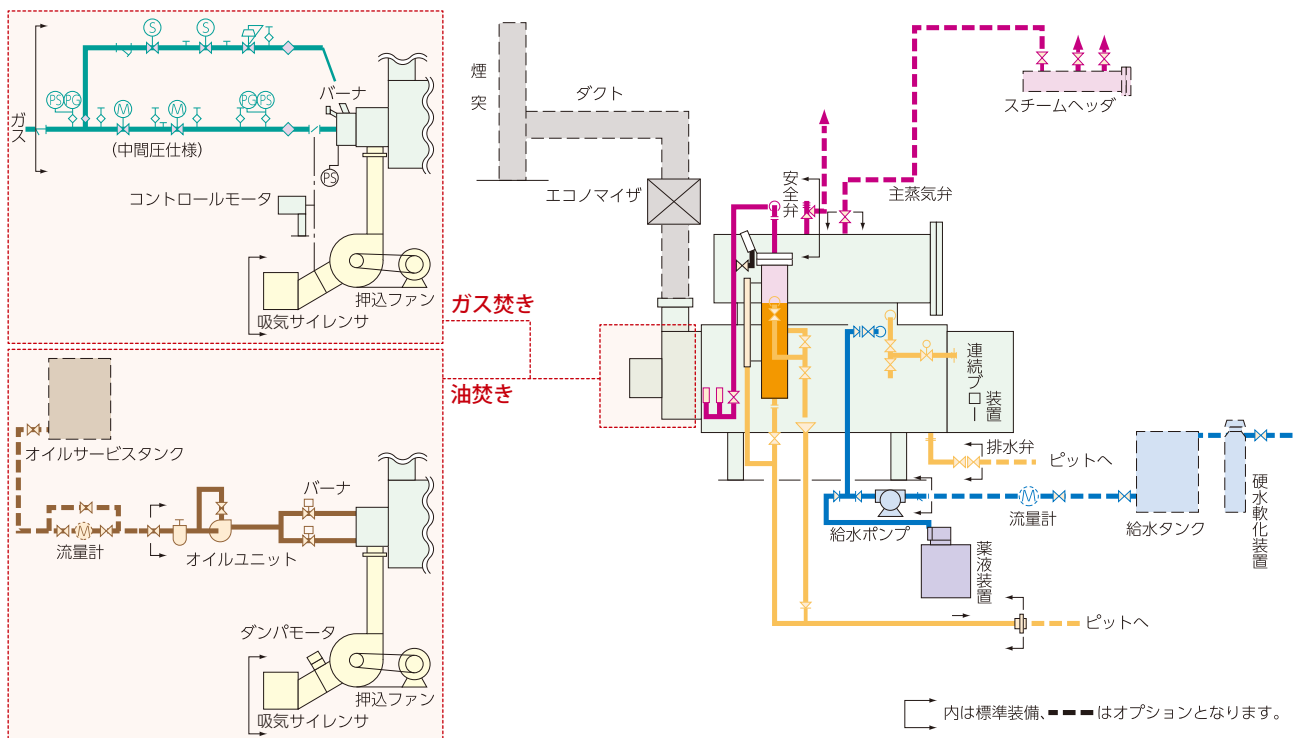 S
S
バーナ
PS
PG
M
M
PG
PS
ガス
(中間圧仕様)
PS
コントロールモータ
押込ファン
吸気サイレンサ
ガス焚き
油焚き
オイルサービスタンク
バーナ
M
流量計
オイルユニット
ダンパモータ
押込ファン
吸気サイレンサ
煙突
ダクト
エコノマイザ
安全弁
主蒸気弁
スチームヘッダ
連続ブロー装置
排水弁
ピットへ
M
流量計
給水ポンプ
給水タンク
硬水軟化装置
薬液装置
ピットへ
内は標準装備、はオプションとなります。